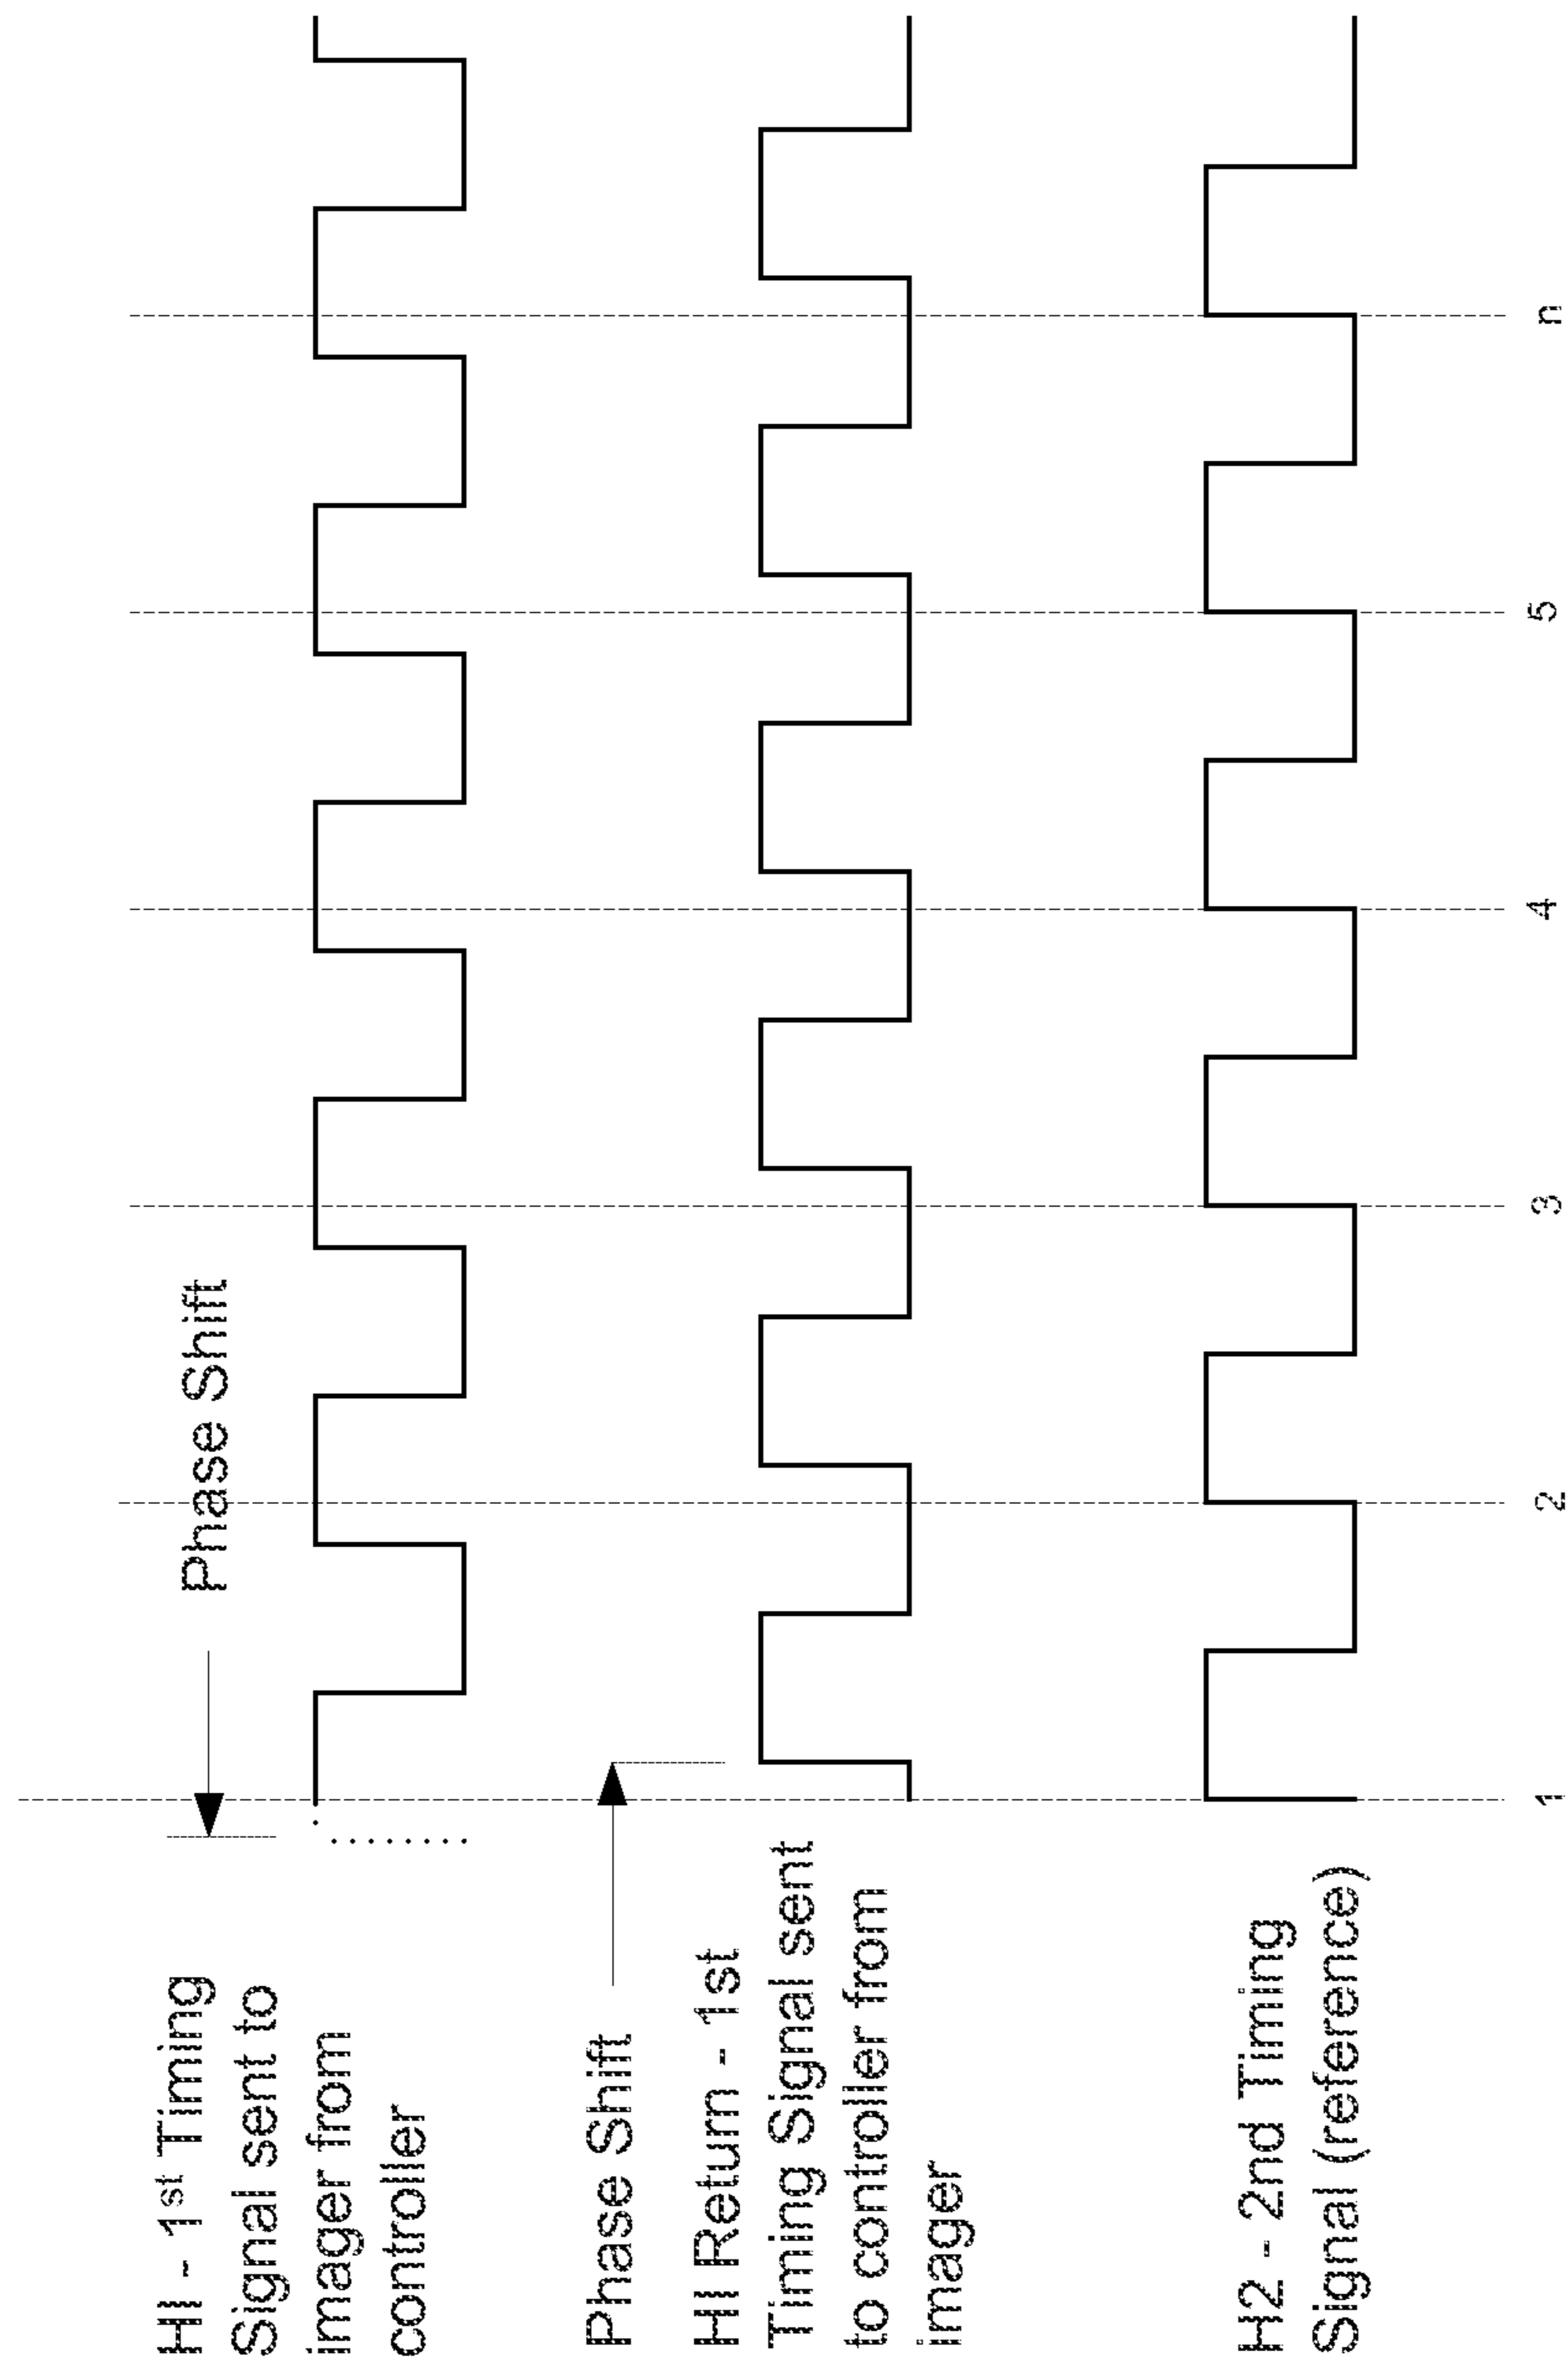 HI - 1st Timing
Signal sent to
imager from
controller
Phase Shift
Phase Shift
HI Return - 1st
Timing Signal sent
to controller from
imager
H2 - 2nd Timing
Signal (reference)
1
2
3
4
5
n